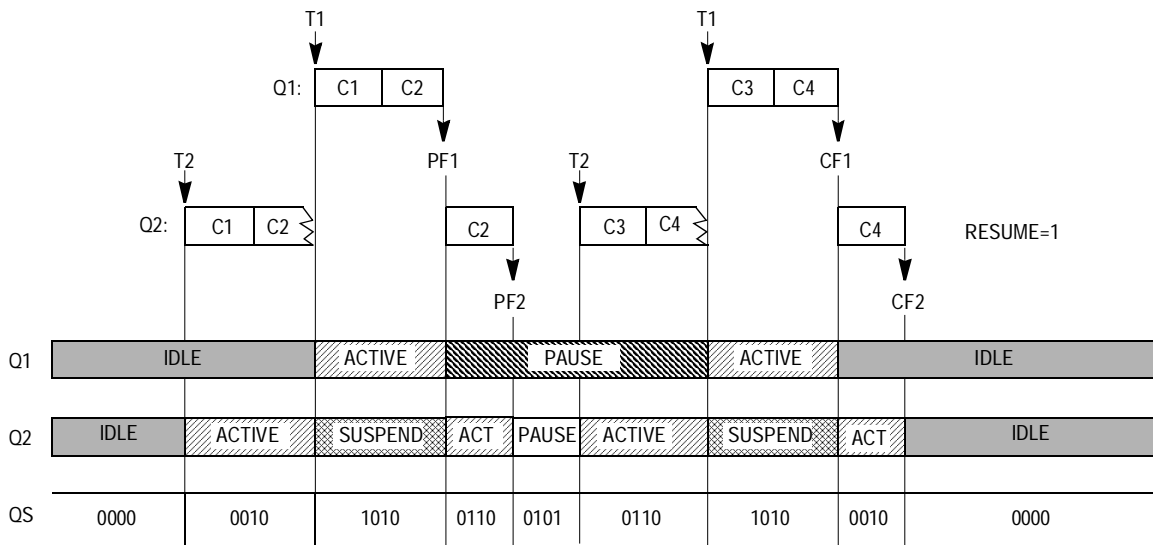 T1 T1
Q1: C1 C2 C3 C4
T2 PF1 T2 CF1
Q2: C1 C2 C2 C3 C4 C4 RESUME=1
PF2 CF2
Q1 IDLE ACTIVE PAUSE ACTIVE IDLE
Q2 IDLE ACTIVE SUSPEND ACT PAUSE ACTIVE SUSPEND ACT IDLE
QS 0000 0010 1010 0110 0101 0110 1010 0010 0000